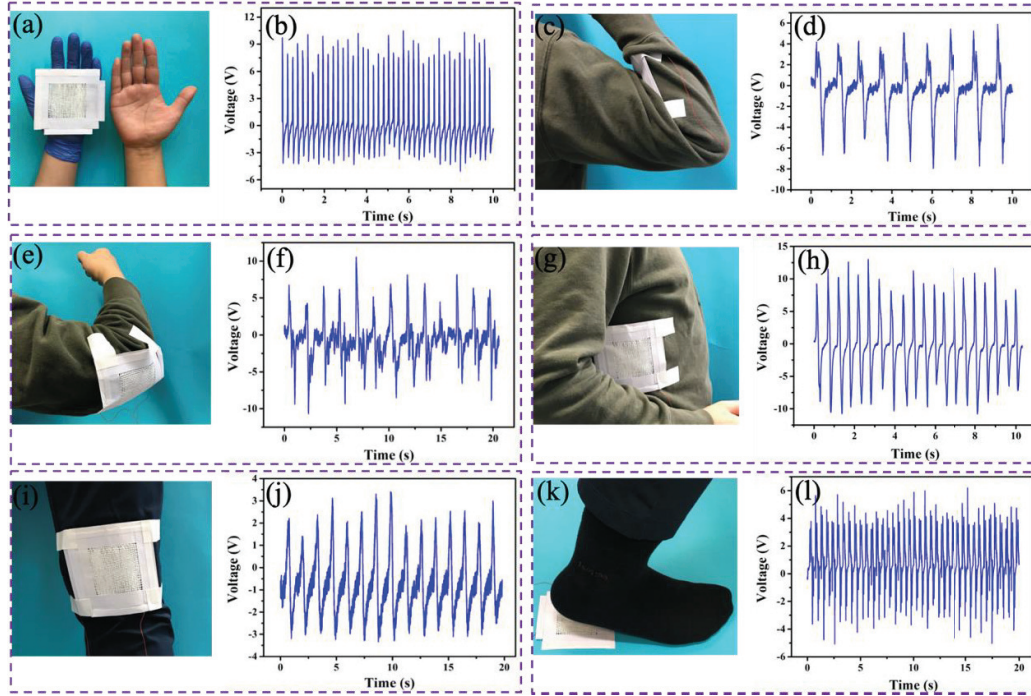 (a)
(b)
Voltage (V)
12
9
6
3
0
-3
-6
0 2 4 6 8 10
Time (s)
(c)
(d)
Voltage (V)
6
4
2
0
-2
-4
-6
-8
-10
0 2 4 6 8 10
Time (s)
(e)
(f)
Voltage (V)
10
5
0
-5
-10
0 5 10 15 20
Time (s)
(g)
(h)
Voltage (V)
15
10
5
0
-5
-10
0 2 4 6 8 10
Time (s)
(i)
(j)
Voltage (V)
4
3
2
1
0
-1
-2
-3
-4
0 5 10 15 20
Time (s)
(k)
(l)
Voltage (V)
8
6
4
2
0
-2
-4
-6
0 5 10 15 20
Time (s)